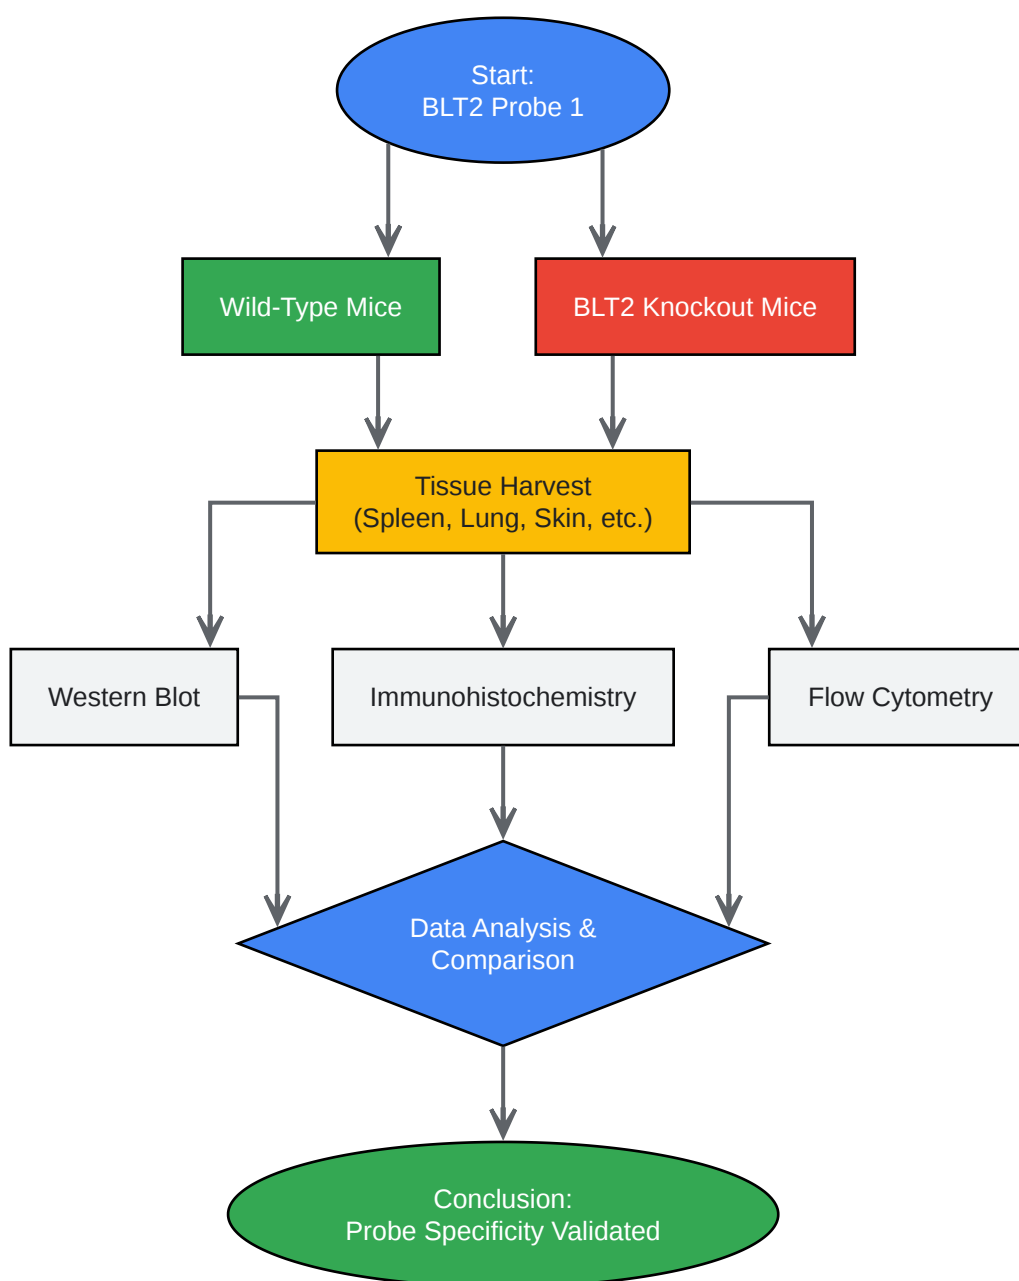 Start:
BLT2 Probe 1
Wild-Type Mice
BLT2 Knockout Mice
Tissue Harvest
(Spleen, Lung, Skin, etc.)
Western Blot
Immunohistochemistry
Flow Cytometry
Data Analysis &
Comparison
Conclusion:
Probe Specificity Validated